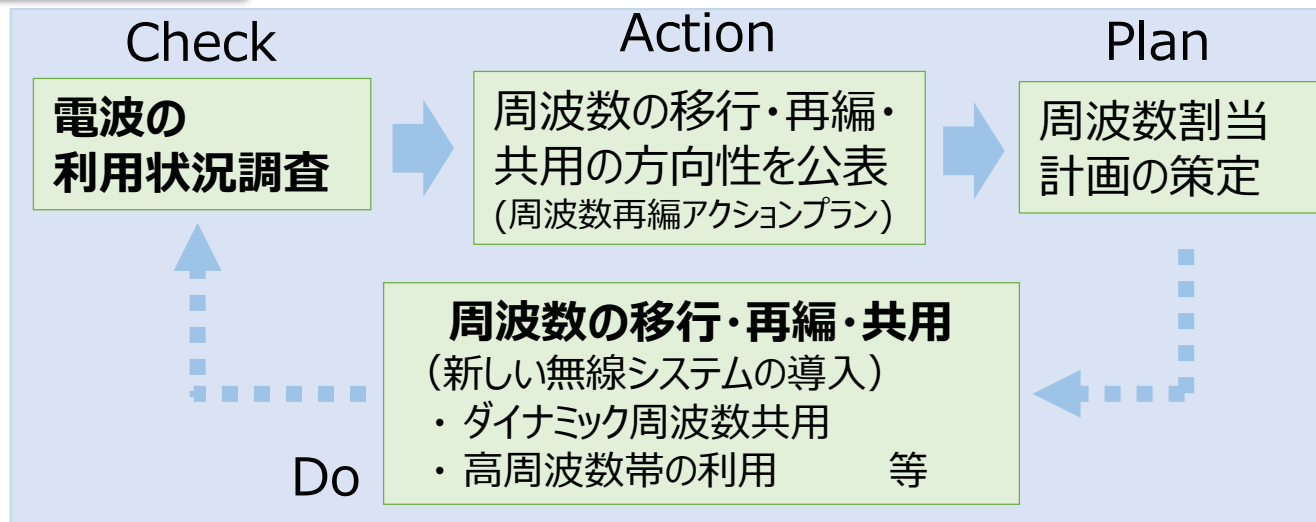 Check
電波の
利用状況調査
Action
周波数の移行・再編・
共用の方向性を公表
(周波数再編アクションプラン)
Plan
周波数割当
計画の策定
周波数の移行・再編・共用
（新しい無線システムの導入）
・ ダイナミック周波数共用
・ 高周波数帯の利用　　等
Do